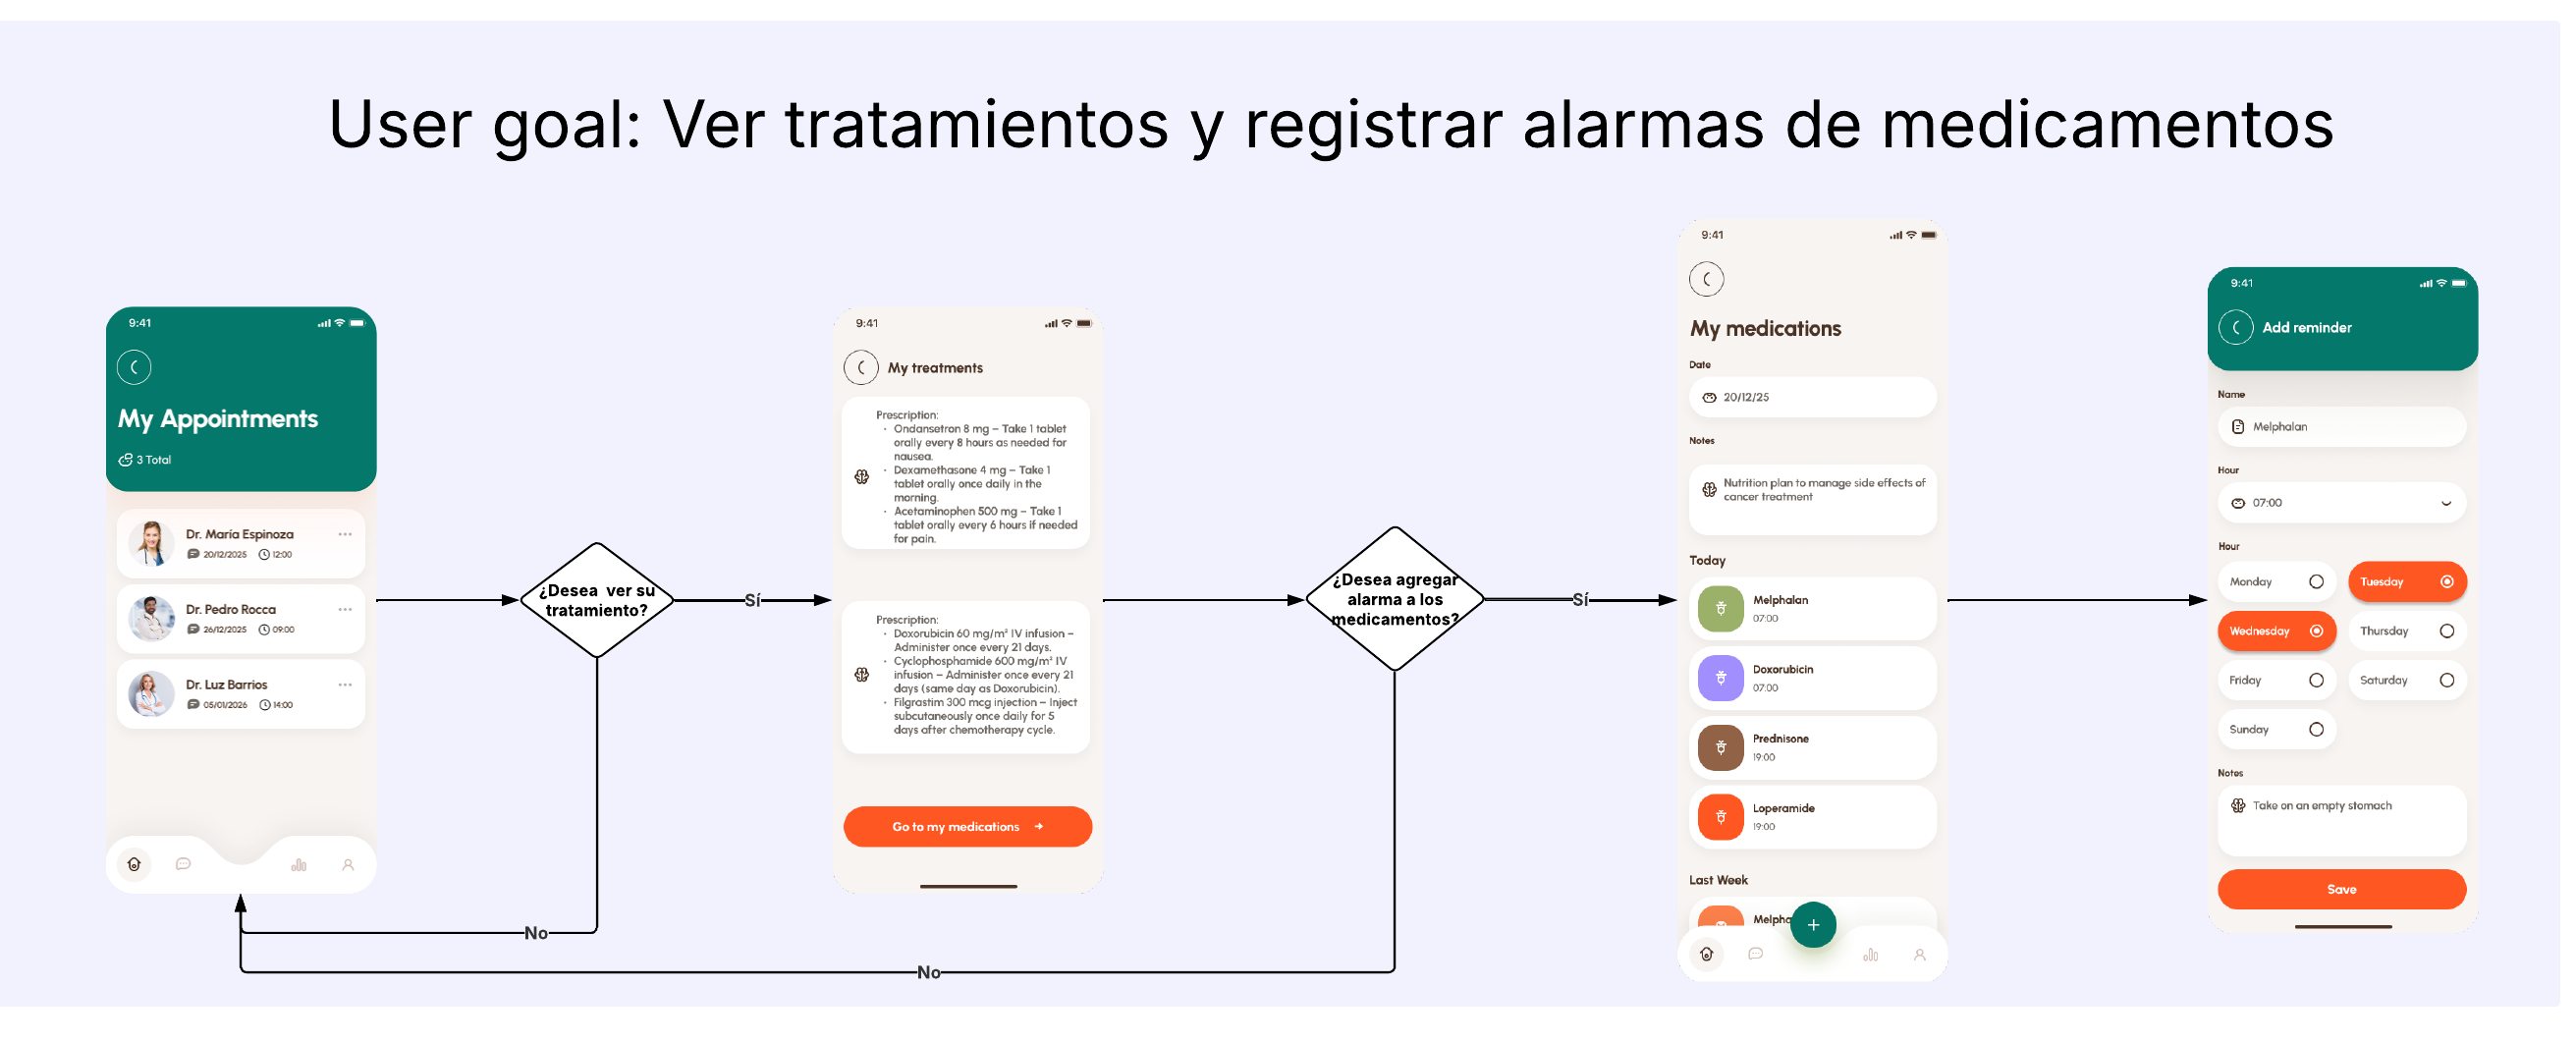 User goal: Ver tratamientos y registrar alarmas de medicamentos
9:41
My Appointments
3 Total
Dr. María Espinoza
20/12/2025 12:00
Dr. Pedro Rocca
26/12/2025 09:00
Dr. Luz Barrios
05/01/2026 14:00
¿Desea ver su
tratamiento?
Sí
No
9:41
My treatments
Prescription:
• Ondansetron 8 mg – Take 1 tablet
orally every 8 hours as needed for
nausea.
• Dexamethasone 4 mg – Take 1
tablet orally once daily in the
morning.
• Acetaminophen 500 mg – Take 1
tablet orally every 6 hours if needed
for pain.
Prescription:
• Doxorubicin 60 mg/m² IV infusion –
Administer once every 21 days.
• Cyclophosphamide 600 mg/m² IV
infusion – Administer once every 21
days (same day as Doxorubicin).
• Filgrastim 300 mcg injection – Inject
subcutaneously once daily for 5
days after chemotherapy cycle.
Go to my medications
¿Desea agregar
alarma a los
medicamentos?
Sí
No
9:41
My medications
Date
20/12/25
Notes
Nutrition plan to manage side effects of
cancer treatment
Today
Melphalan
07:00
Doxorubicin
07:00
Prednisone
19:00
Loperamide
19:00
Last Week
Melpha
9:41
Add reminder
Name
Melphalan
Hour
07:00
Hour
Monday
Tuesday
Wednesday
Thursday
Friday
Saturday
Sunday
Notes
Take on an empty stomach
Save